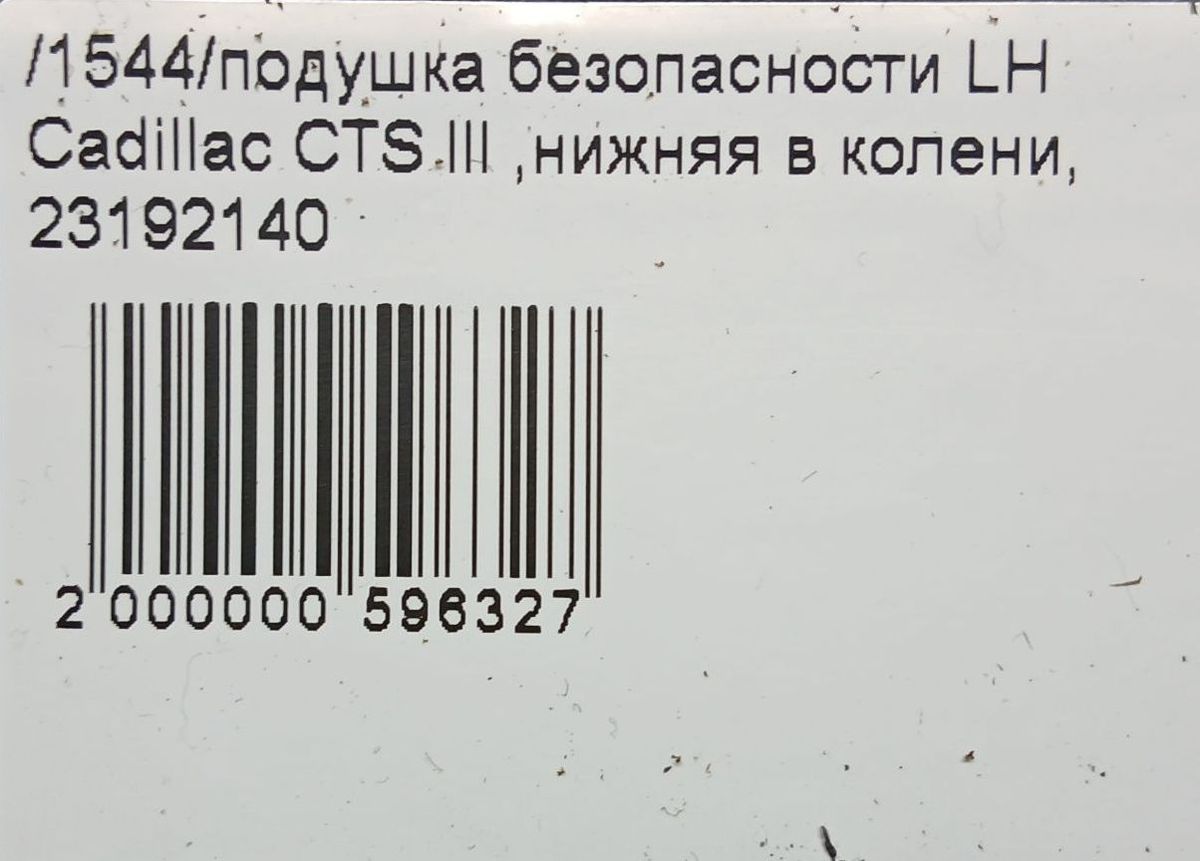 /1544/подушка безопасности LH
Cadillac CTS III ,нижняя в колени,
23192140
2 000000 596327